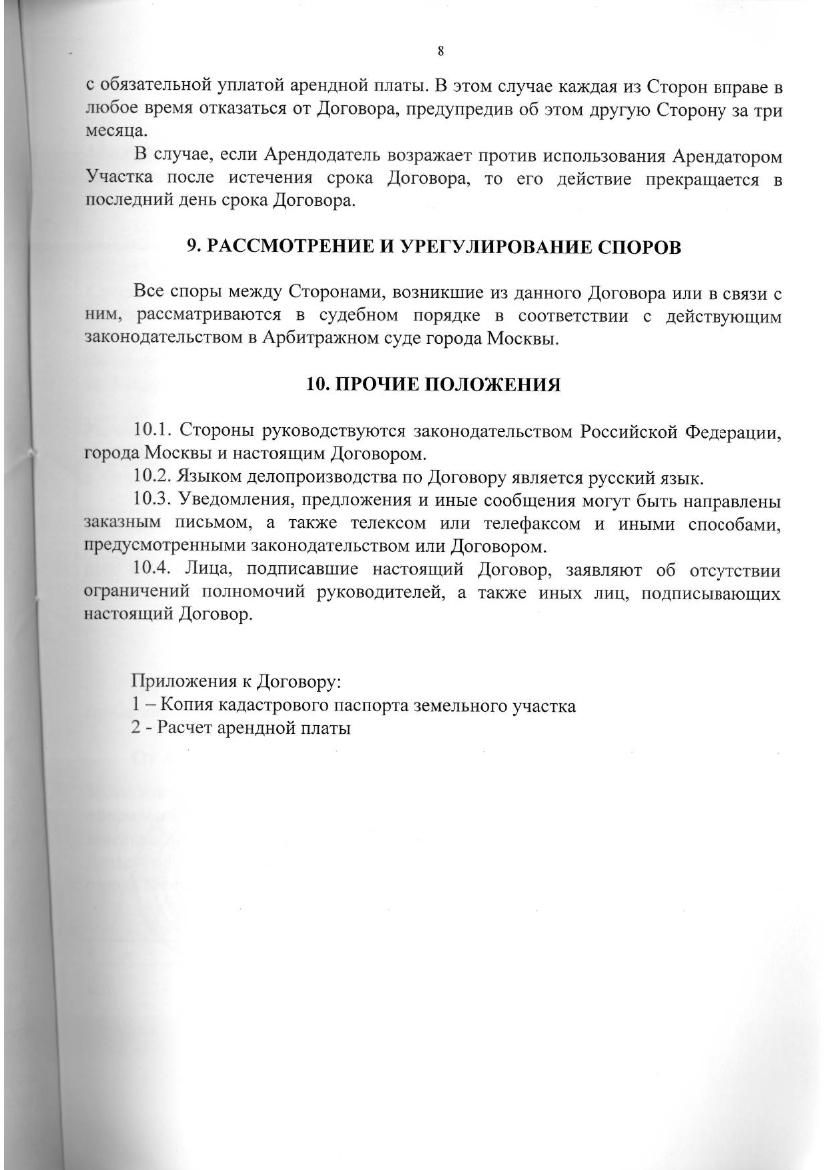 8
с обязательной уплатой арендной платы. В этом случае каждая из Сторон вправе в
любое время отказаться от Договора, предупредив об этом другую Сторону за три
месяца.
В случае, если Арендодатель возражает против использования Арендатором
Участка после истечения срока Договора, то его действие прекращается в
последний день срока Договора.
9. РАССМОТРЕНИЕ И УРЕГУЛИРОВАНИЕ СПОРОВ
Все споры между Сторонами, возникшие из данного Договора или в связи с
ним, рассматриваются в судебном порядке в соответствии с действующим
законодательством в Арбитражном суде города Москвы.
10. ПРОЧИЕ ПОЛОЖЕНИЯ
10.1. Стороны руководствуются законодательством Российской Федерации,
города Москвы и настоящим Договором.
10.2. Языком делопроизводства по Договору является русский язык.
10.3. Уведомления, предложения и иные сообщения могут быть направлены
заказным письмом, а также телексом или телефаксом и иными способами,
предусмотренными законодательством или Договором.
10.4. Лица, подписавшие настоящий Договор, заявляют об отсутствии
ограничений полномочий руководителей, а также иных лиц, подписывающих
настоящий Договор.
Приложения к Договору:
1 – Копия кадастрового паспорта земельного участка
2 - Расчет арендной платы